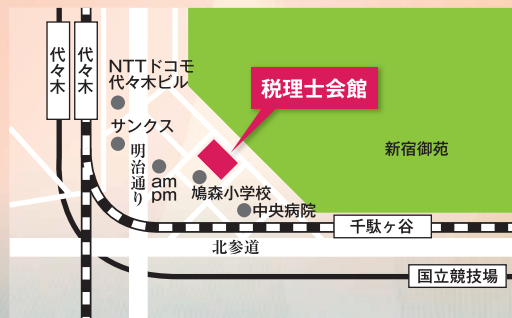 代々木
代々木
NTTドコモ
代々木ビル
サンクス
明治通り
am
pm
鳩森小学校
中央病院
税理士会館
新宿御苑
千駄ヶ谷
北参道
国立競技場